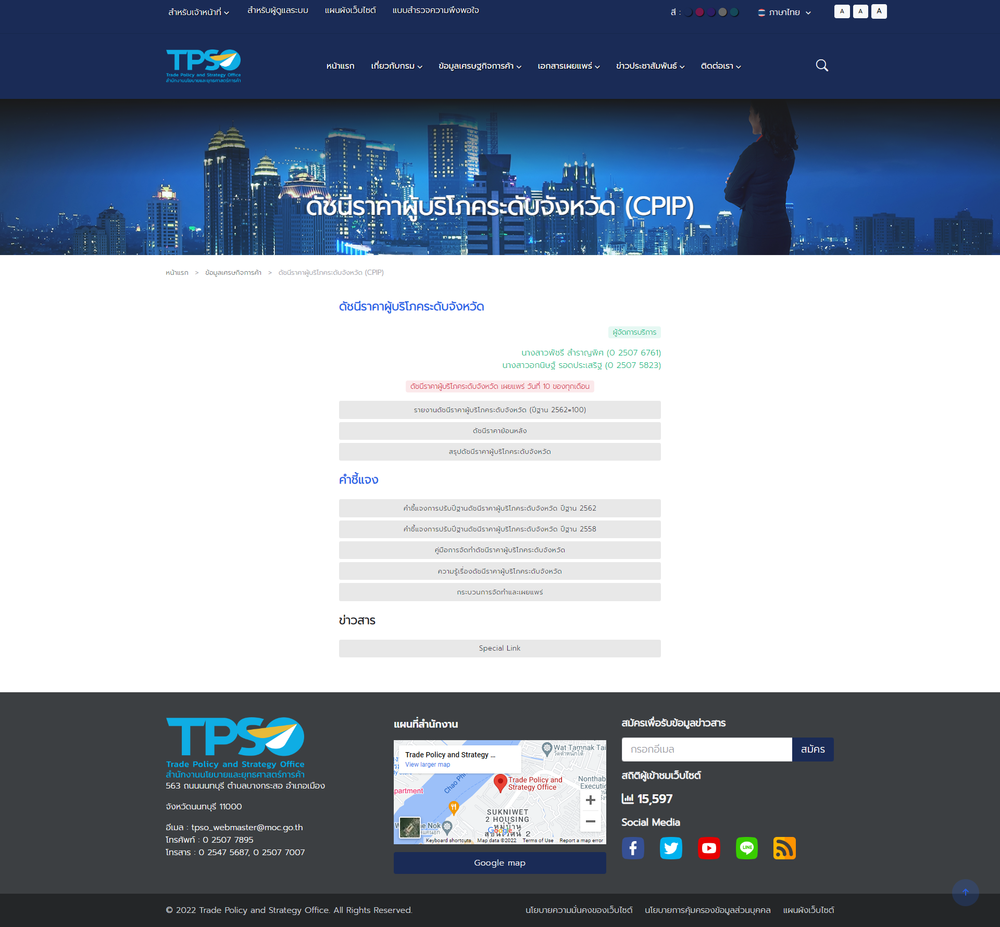 สำหรับเจ้าหน้าที่ สำหรับผู้ดูแลระบบ แผนผังเว็บไซต์ แบบสำรวจความพึงพอใจ สี : ภาษาไทย A A A
TPSO
Trade Policy and Strategy Office
สำนักงานนโยบายและยุทธศาสตร์การค้า
หน้าแรก เกี่ยวกับกรม ข้อมูลเศรษฐกิจการค้า เอกสารเผยแพร่ ข่าวประชาสัมพันธ์ ติดต่อเรา
ดัชนีราคาผู้บริโภคระดับจังหวัด (CPIP)
หน้าแรก > ข้อมูลเศรษฐกิจการค้า > ดัชนีราคาผู้บริโภคระดับจังหวัด (CPIP)
ดัชนีราคาผู้บริโภคระดับจังหวัด
ผู้จัดการบริการ
นางสาวพัชรี สำราญพิศ (0 2507 6761)
นางสาวอกนิษฐ์ รอดประเสริฐ (0 2507 5823)
ดัชนีราคาผู้บริโภคระดับจังหวัด เผยแพร่ วันที่ 10 ของทุกเดือน
รายงานดัชนีราคาผู้บริโภคระดับจังหวัด (ปีฐาน 2562=100)
ดัชนีราคาย้อนหลัง
สรุปดัชนีราคาผู้บริโภคระดับจังหวัด
คำชี้แจง
คำชี้แจงการปรับปีฐานดัชนีราคาผู้บริโภคระดับจังหวัด ปีฐาน 2562
คำชี้แจงการปรับปีฐานดัชนีราคาผู้บริโภคระดับจังหวัด ปีฐาน 2558
คู่มือการจัดทำดัชนีราคาผู้บริโภคระดับจังหวัด
ความรู้เรื่องดัชนีราคาผู้บริโภคระดับจังหวัด
กระบวนการจัดทำและเผยแพร่
ข่าวสาร
Special Link
TPSO
Trade Policy and Strategy Office
สำนักงานนโยบายและยุทธศาสตร์การค้า
563 ถนนนนทบุรี ตำบลบางกระสอ อำเภอเมือง
จังหวัดนนทบุรี 11000
อีเมล : tpso_webmaster@moc.go.th
โทรศัพท์ : 0 2507 7895
โทรสาร : 0 2547 5687, 0 2507 7007
แผนที่สำนักงาน
Trade Policy and Strategy ...
View larger map
Wat Tamnak Tai
วัดตำหนักใต้
Chao Phr
Trade Policy and
Strategy Office
Nonthab
Executi
partment
SUKNIWET
2 HOUSING
หมู่บ้าน
Nok
Google
Keyboard shortcuts Map data ©2022 Terms of Use Report a map error
Google map
สมัครเพื่อรับข้อมูลข่าวสาร
กรอกอีเมล สมัคร
สถิติผู้เข้าชมเว็บไซต์
15,597
Social Media
LINE
© 2022 Trade Policy and Strategy Office. All Rights Reserved. นโยบายความมั่นคงของเว็บไซต์ นโยบายการคุ้มครองข้อมูลส่วนบุคคล แผนผังเว็บไซต์